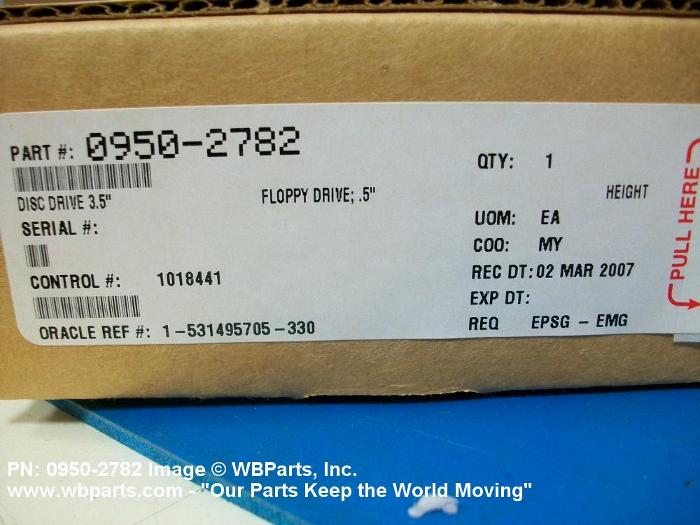 PART #: 0950-2782
QTY: 1
DISC DRIVE 3.5" FLOPPY DRIVE; .5" HEIGHT
SERIAL #:
UOM: EA
COO: MY
CONTROL #: 1018441
REC DT: 02 MAR 2007
EXP DT:
ORACLE REF #: 1-531495705-330
REQ EPSG - EMG
PULL HERE
PN: 0950-2782 Image © WBParts, Inc.
www.wbparts.com - "Our Parts Keep the World Moving"